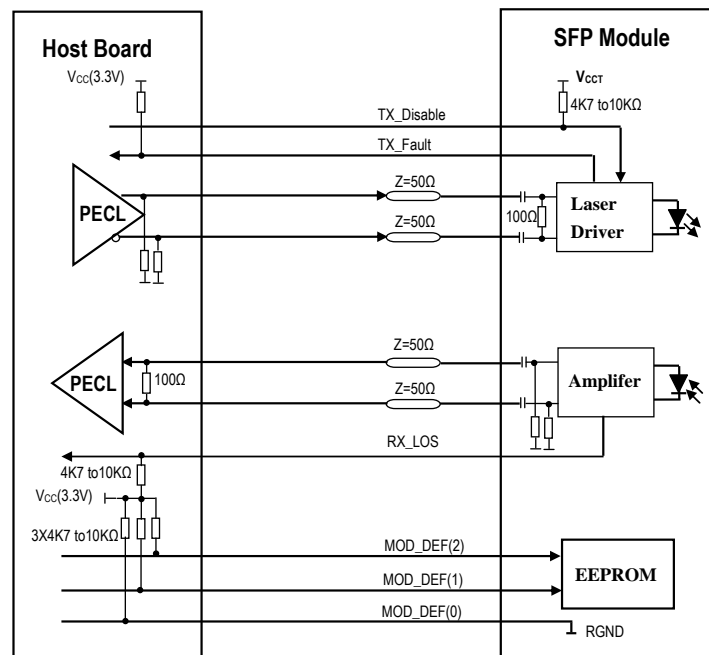 Host Board
SFP Module
VCC(3.3V)
VCCT
4K7 to10KΩ
TX_Disable
TX_Fault
Z=50Ω
PECL
100Ω
Laser
Driver
Z=50Ω
Z=50Ω
PECL
100Ω
Z=50Ω
Amplifer
RX_LOS
4K7 to10KΩ
VCC(3.3V)
3X4K7 to10KΩ
MOD_DEF(2)
EEPROM
MOD_DEF(1)
MOD_DEF(0)
RGND